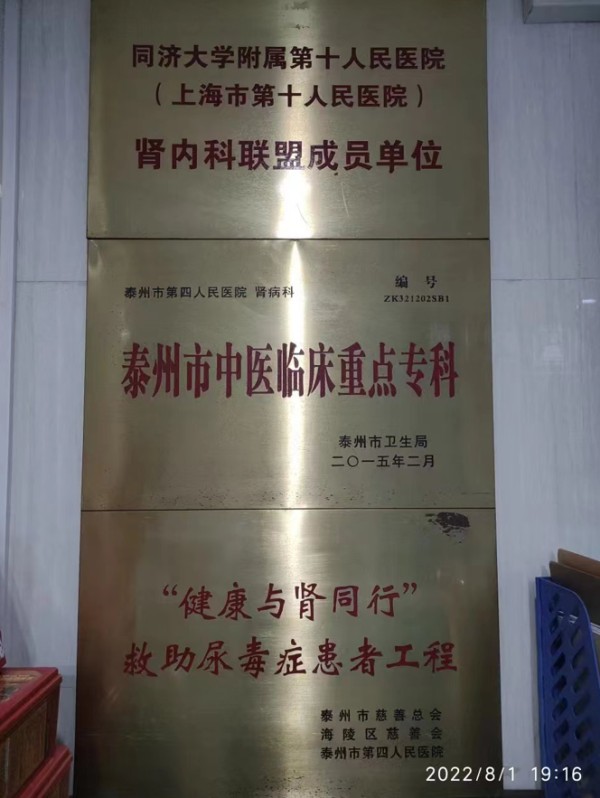 同济大学附属第十人民医院
（上海市第十人民医院）
肾内科联盟成员单位
泰州市第四人民医院 肾病科
编 号
ZK321202SB1
泰州市中医临床重点专科
泰州市卫生局
二〇一五年二月
“健康与肾同行”
救助尿毒症患者工程
泰州市慈善总会
海陵区慈善会
泰州市第四人民医院
2022/8/1 19:16